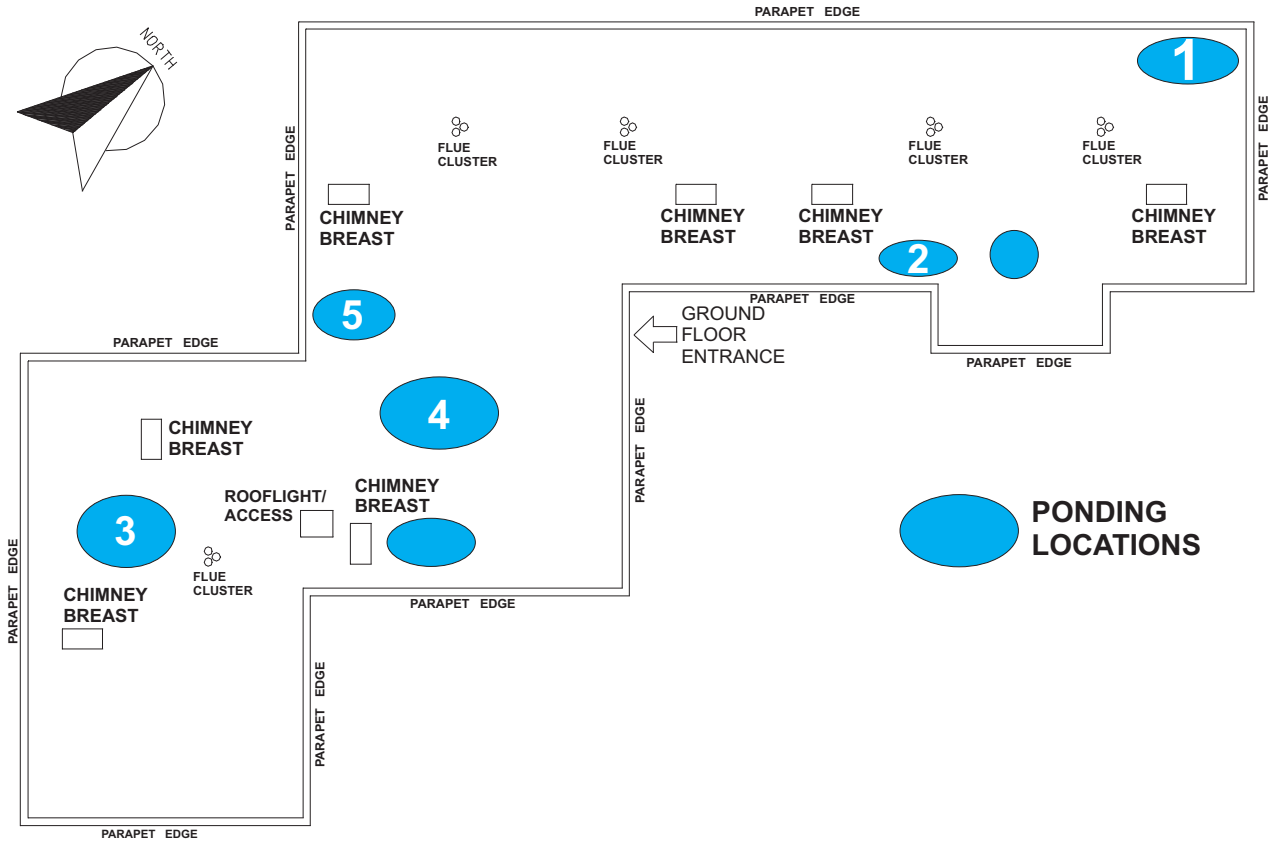 PARAPET EDGE
NORTH
1
PARAPET EDGE
PARAPET EDGE
FLUE
CLUSTER
FLUE
CLUSTER
FLUE
CLUSTER
FLUE
CLUSTER
CHIMNEY
BREAST
CHIMNEY
BREAST
CHIMNEY
BREAST
CHIMNEY
BREAST
2
PARAPET EDGE
5
GROUND
FLOOR
ENTRANCE
PARAPET EDGE
PARAPET EDGE
4
CHIMNEY
BREAST
PARAPET EDGE
ROOFLIGHT/
ACCESS
CHIMNEY
BREAST
3
PONDING
LOCATIONS
FLUE
CLUSTER
CHIMNEY
BREAST
PARAPET EDGE
PARAPET EDGE
PARAPET EDGE
PARAPET EDGE